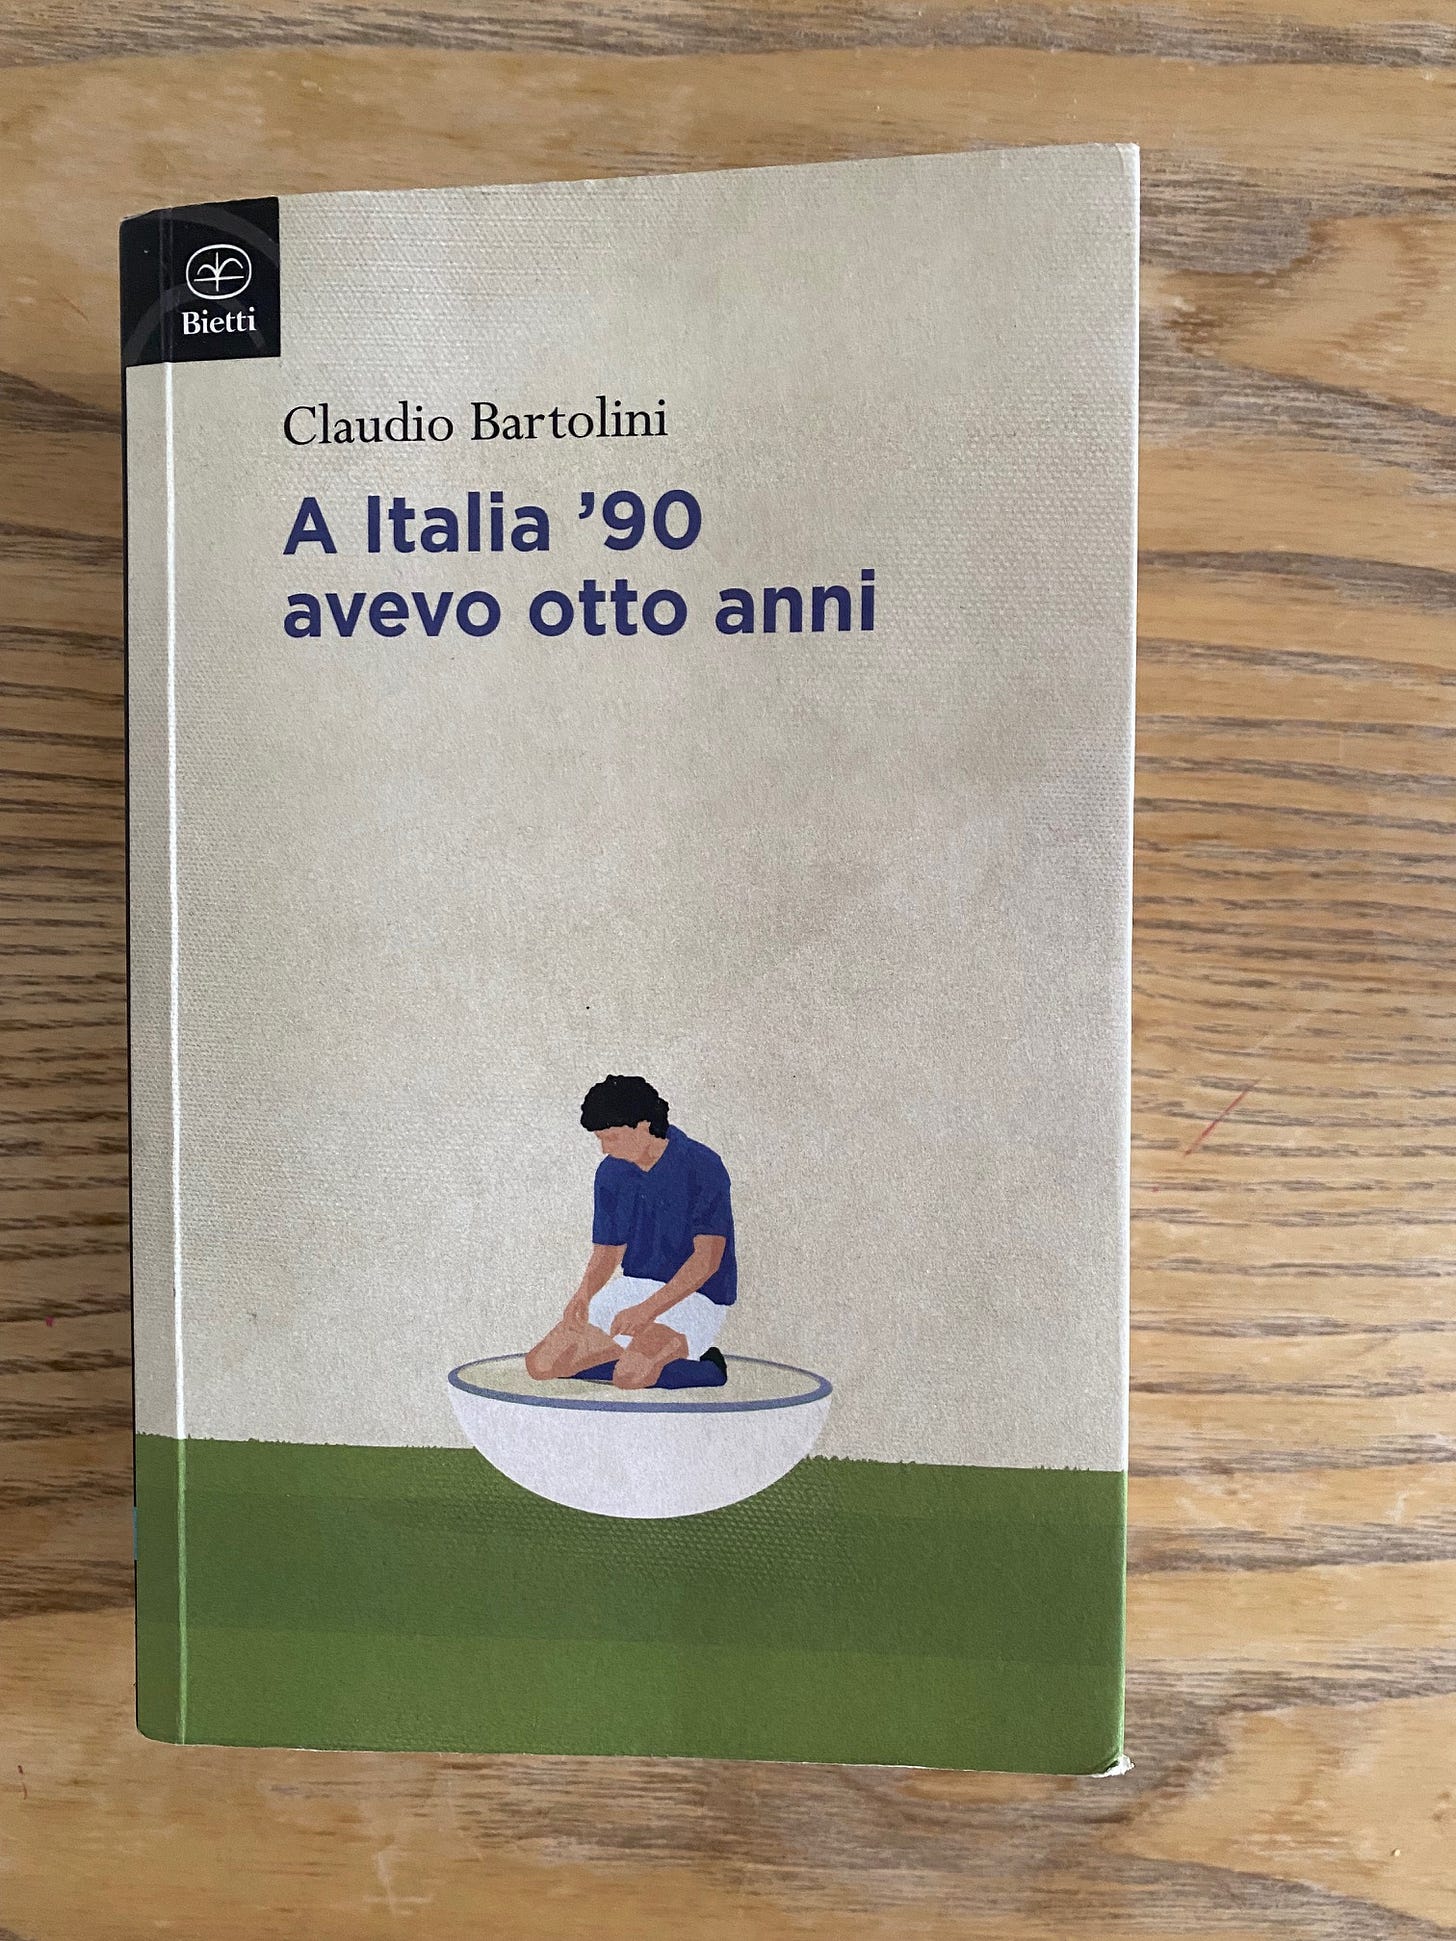 Bietti
Claudio Bartolini
A Italia ’90
avevo otto anni